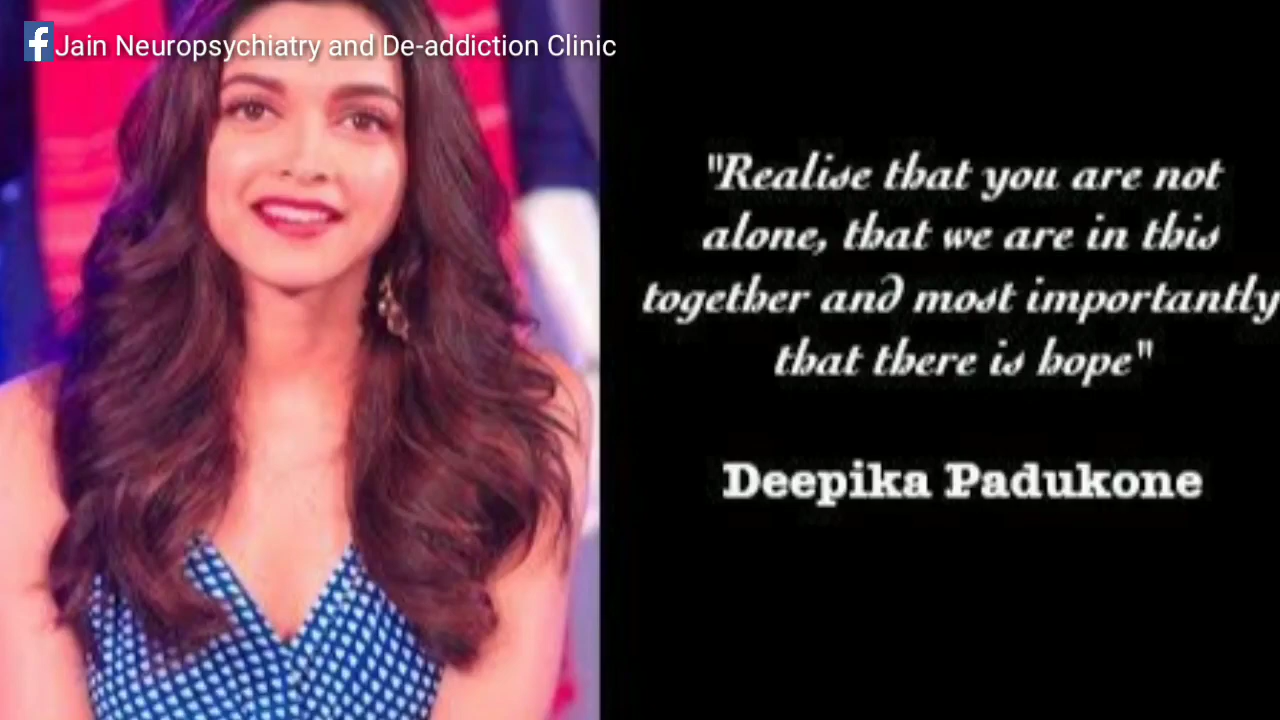 Jain Neuropsychiatry and De-addiction Clinic
"Realise that you are not
alone, that we are in this
together and most importantly
that there is hope"
Deepika Padukone